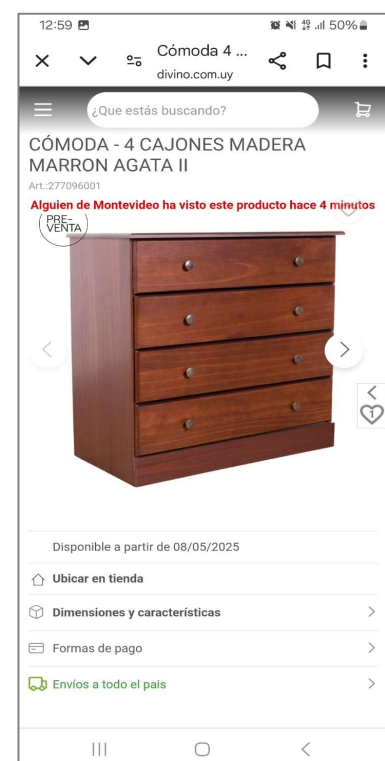 12:59
4G
50%
Cómoda 4 ...
divino.com.uy
¿Que estás buscando?
CÓMODA - 4 CAJONES MADERA
MARRON AGATA II
Art.:277096001
Alguien de Montevideo ha visto este producto hace 4 minutos
PRE-
VENTA
1
Disponible a partir de 08/05/2025
Ubicar en tienda
Dimensiones y características
Formas de pago
Envíos a todo el pais